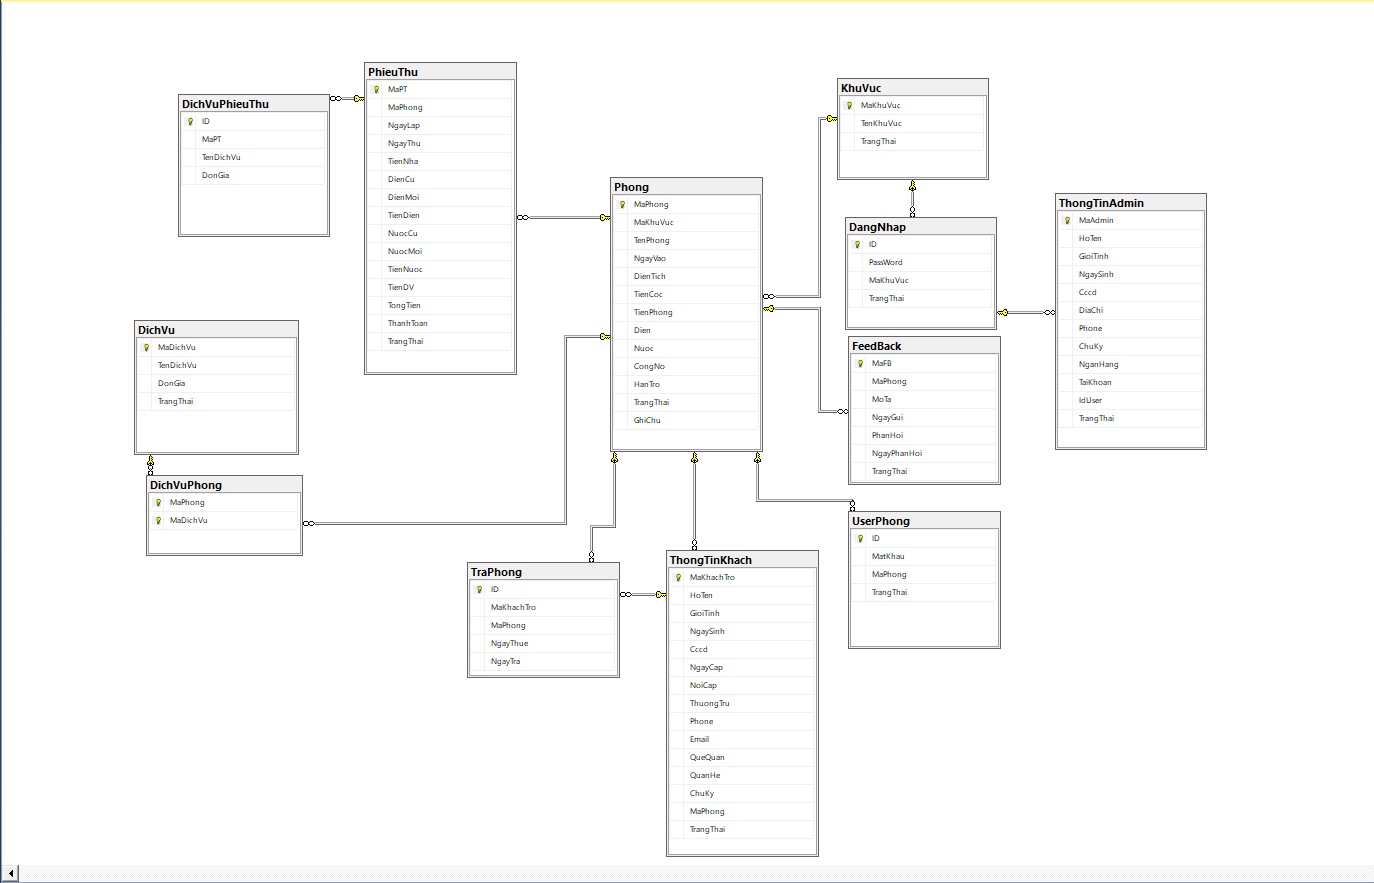 PhieuThu
MaPT
MaPhong
NgayLap
NgayThu
TienNha
DienCu
DienMoi
TienDien
NuocCu
NuocMoi
TienNuoc
TienDV
TongTien
ThanhToan
TrangThai
DichVuPhieuThu
ID
MaPT
TenDichVu
DonGia
KhuVuc
MaKhuVuc
TenKhuVuc
TrangThai
Phong
MaPhong
MaKhuVuc
TenPhong
NgayVao
DienTich
TienCoc
TienPhong
Dien
Nuoc
CongNo
HanTro
TrangThai
GhiChu
ThongTinAdmin
MaAdmin
HoTen
GioiTinh
NgaySinh
Cccd
DiaChi
Phone
ChuKy
NganHang
TaiKhoan
IdUser
TrangThai
DangNhap
ID
PassWord
MaKhuVuc
TrangThai
DichVu
MaDichVu
TenDichVu
DonGia
TrangThai
FeedBack
MaFB
MaPhong
MoTa
NgayGui
PhanHoi
NgayPhanHoi
TrangThai
DichVuPhong
MaPhong
MaDichVu
UserPhong
ID
MatKhau
MaPhong
TrangThai
TraPhong
ID
MaKhachTro
MaPhong
NgayThue
NgayTra
ThongTinKhach
MaKhachTro
HoTen
GioiTinh
NgaySinh
Cccd
NgayCap
NoiCap
ThuongTru
Phone
Email
QueQuan
QuanHe
ChuKy
MaPhong
TrangThai